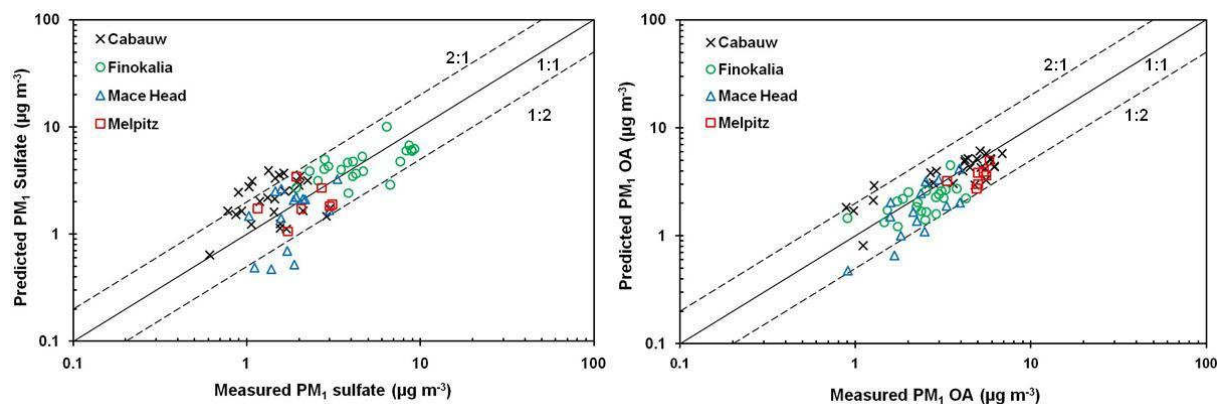 100
10
1
0.1
Predicted PM₁ Sulfate (µg m⁻³)
Cabauw
Finokalia
Mace Head
Melpitz
2:1
1:1
1:2
0.1 1 10 100
Measured PM₁ sulfate (µg m⁻³)
100
10
1
0.1
Predicted PM₁ OA (µg m⁻³)
Cabauw
Finokalia
Mace Head
Melpitz
2:1
1:1
1:2
0.1 1 10 100
Measured PM₁ OA (µg m⁻³)